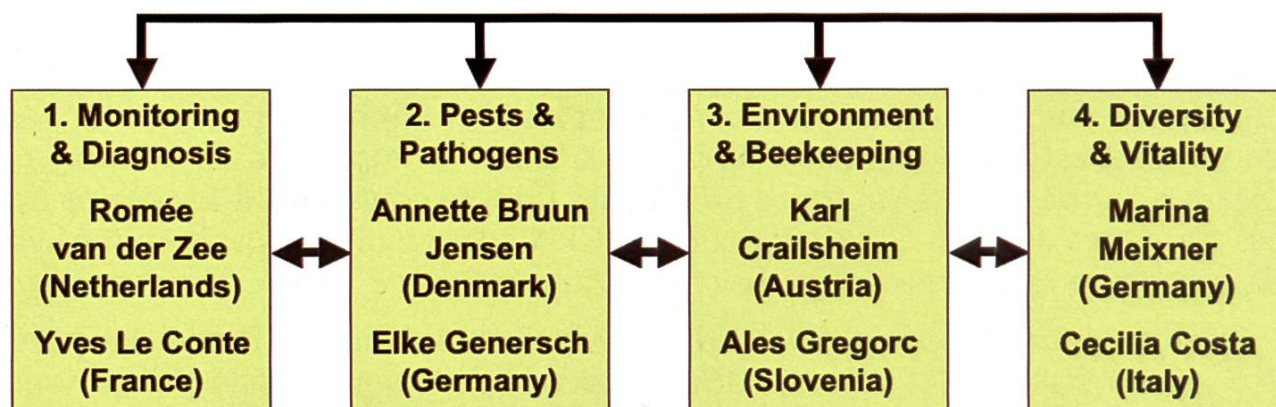 1. Monitoring
& Diagnosis
Romée
van der Zee
(Netherlands)
Yves Le Conte
(France)
2. Pests &
Pathogens
Annette Bruun
Jensen
(Denmark)
Elke Genersch
(Germany)
3. Environment
& Beekeeping
Karl
Crailsheim
(Austria)
Ales Gregorc
(Slovenia)
4. Diversity
& Vitality
Marina
Meixner
(Germany)
Cecilia Costa
(Italy)